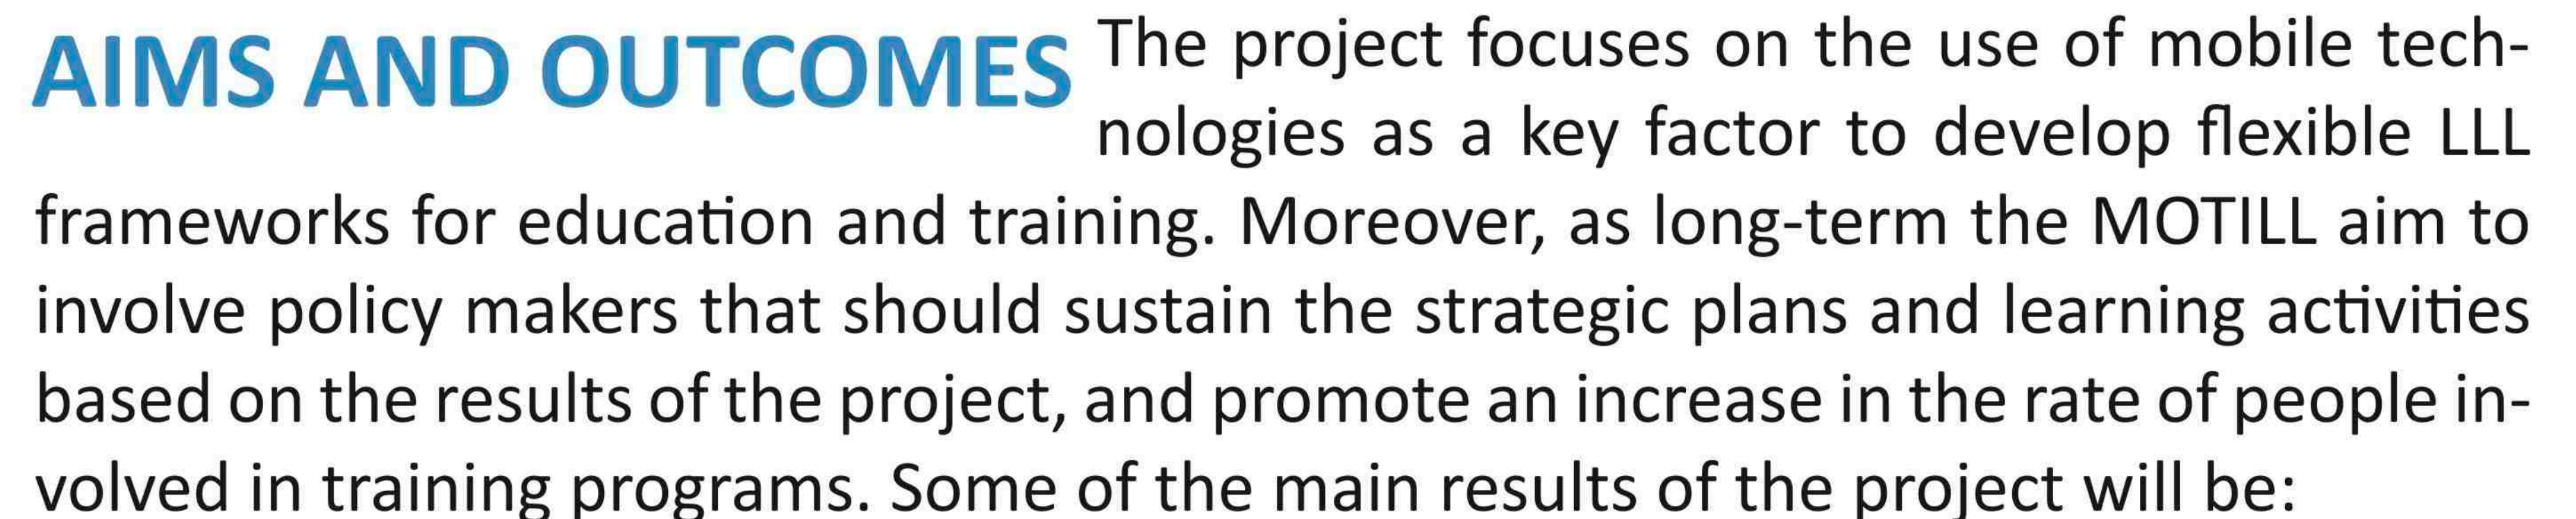 AIMS AND OUTCOMES The project focuses on the use of mobile tech-
nologies as a key factor to develop flexible LLL
frameworks for education and training. Moreover, as long-term the MOTILL aim to
involve policy makers that should sustain the strategic plans and learning activities
based on the results of the project, and promote an increase in the rate of people in-
volved in training programs. Some of the main results of the project will be: